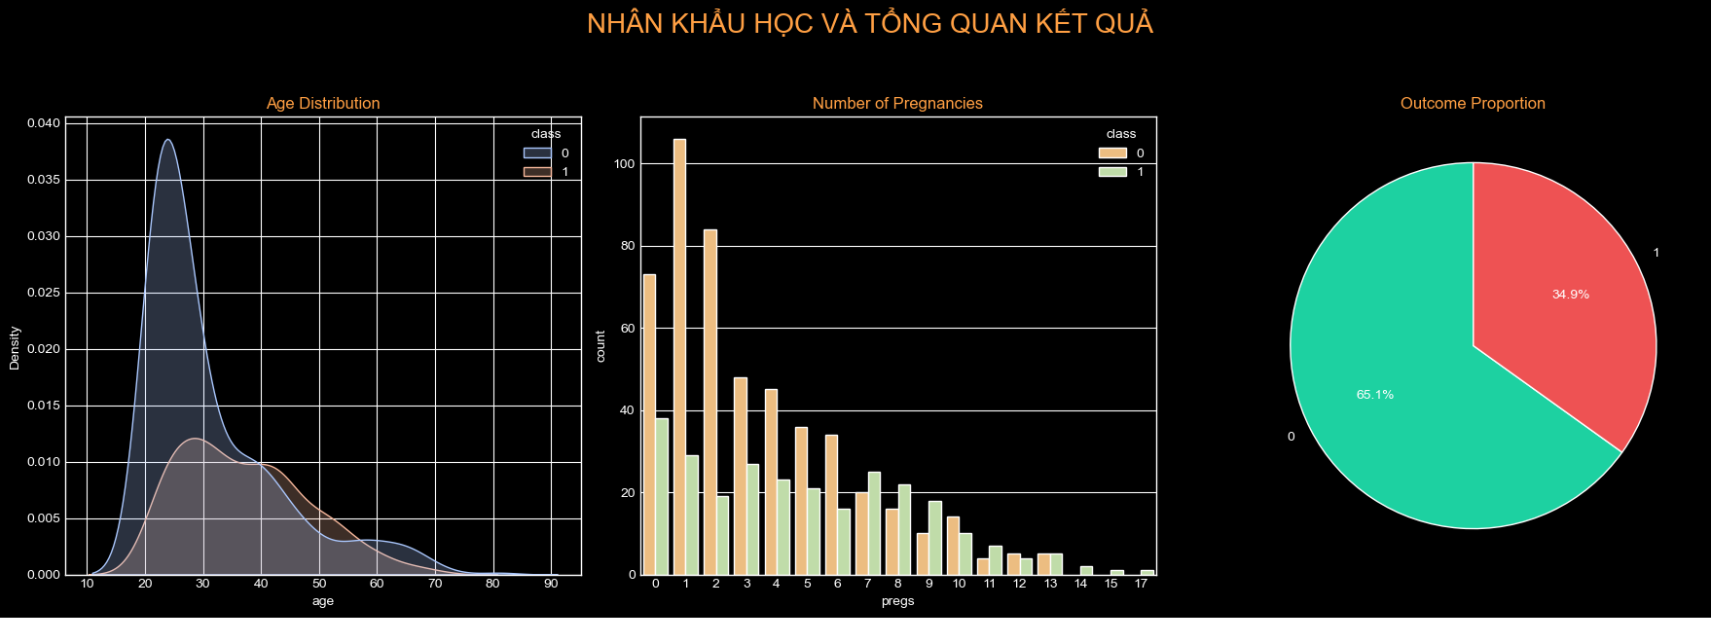 NHÂN KHẨU HỌC VÀ TỔNG QUAN KẾT QUẢ
Age Distribution
0.040
0.035
0.030
0.025
0.020
0.015
0.010
0.005
0.000
Density
10 20 30 40 50 60 70 80 90
age
class
0
1
Number of Pregnancies
100
80
60
40
20
0
count
0 1 2 3 4 5 6 7 8 9 10 11 12 13 14 15 17
pregs
class
0
1
Outcome Proportion
1
34.9%
65.1%
0